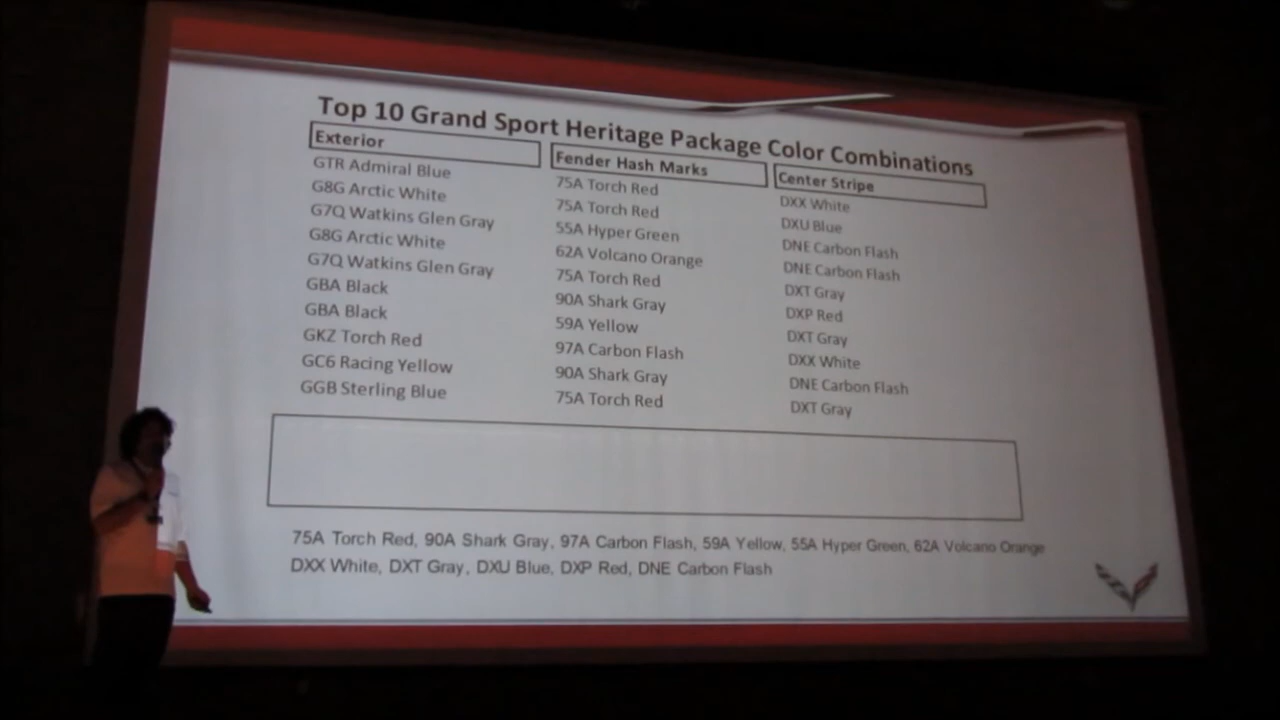 Top 10 Grand Sport Heritage Package Color Combinations
Exterior Fender Hash Marks Center Stripe
GTR Admiral Blue 75A Torch Red DXX White
G8G Arctic White 75A Torch Red DXU Blue
G7Q Watkins Glen Gray 55A Hyper Green DNE Carbon Flash
G8G Arctic White 62A Volcano Orange DNE Carbon Flash
G7Q Watkins Glen Gray 75A Torch Red DXT Gray
GBA Black 90A Shark Gray DXP Red
GBA Black 59A Yellow DXT Gray
GKZ Torch Red 97A Carbon Flash DXX White
GC6 Racing Yellow 90A Shark Gray DNE Carbon Flash
GGB Sterling Blue 75A Torch Red DXT Gray
75A Torch Red, 90A Shark Gray, 97A Carbon Flash, 59A Yellow, 55A Hyper Green, 62A Volcano Orange
DXX White, DXT Gray, DXU Blue, DXP Red, DNE Carbon Flash